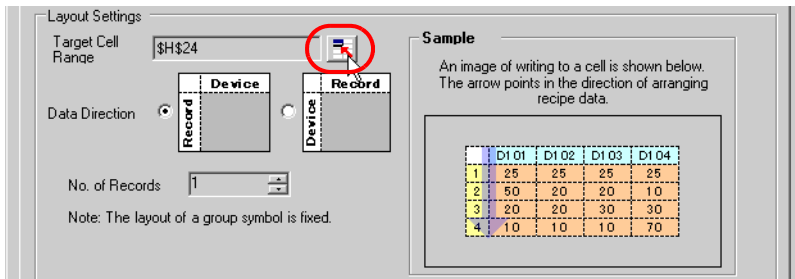 Layout Settings
Target Cell
Range
$H$24
Device
Record
Record
Device
Data Direction
No. of Records
1
Note: The layout of a group symbol is fixed.
Sample
An image of writing to a cell is shown below.
The arrow points in the direction of arranging
recipe data.
D101 D102 D103 D104
1 25 25 25 25
2 50 20 20 10
3 20 20 30 30
4 10 10 10 70